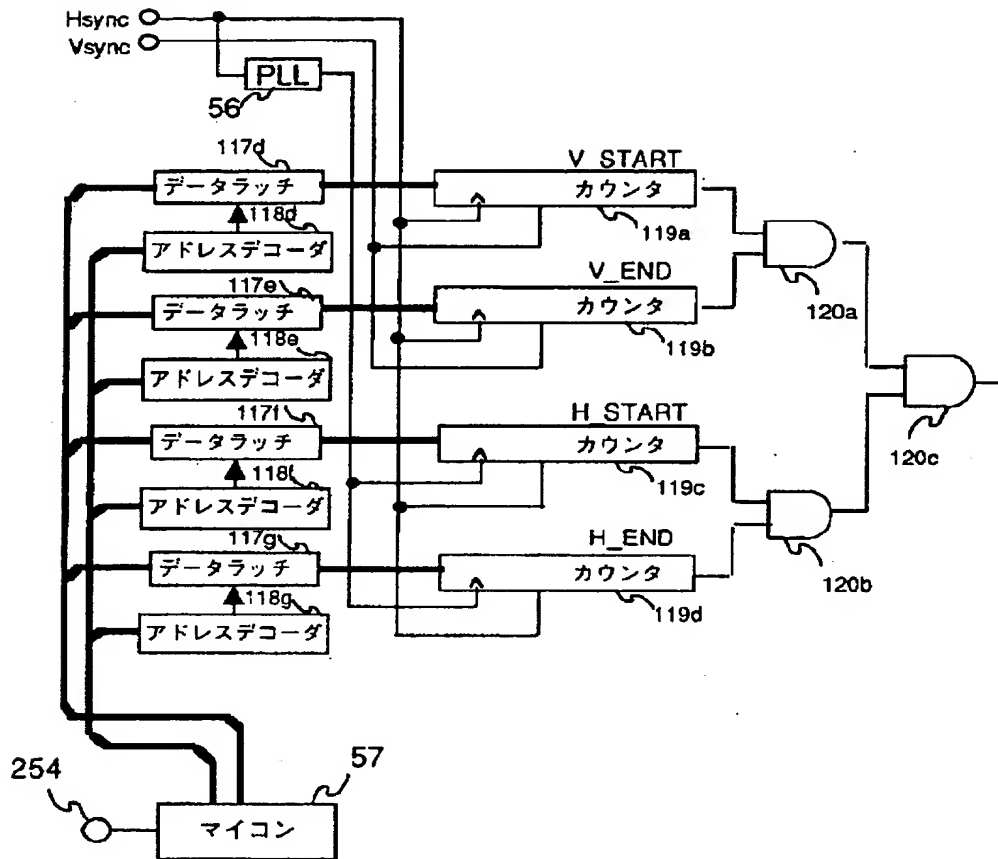 Hsync
Vsync
PLL
56
117d
データラッチ
118d
アドレスデコーダ
V_START
カウンタ
119a
117e
データラッチ
118e
アドレスデコーダ
V_END
カウンタ
119b
120a
117f
データラッチ
118f
アドレスデコーダ
H_START
カウンタ
119c
120c
117g
データラッチ
118g
アドレスデコーダ
H_END
カウンタ
119d
120b
254
57
マイコン